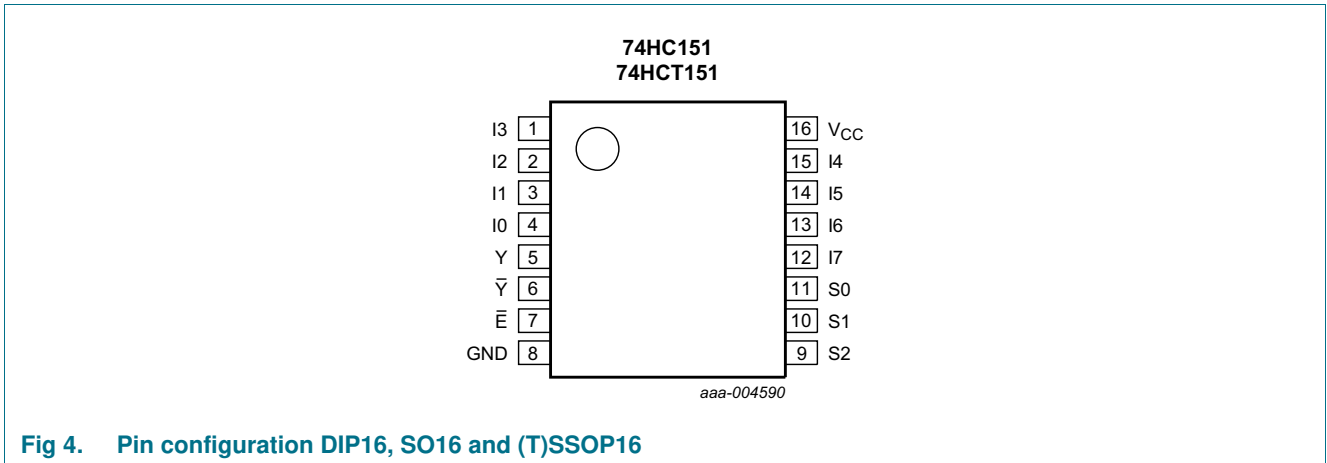 74HC151
74HCT151
I3 1 16 VCC
I2 2 15 I4
I1 3 14 I5
I0 4 13 I6
Y 5 12 I7
Y̅ 6 11 S0
E̅ 7 10 S1
GND 8 9 S2
aaa-004590
Fig 4. Pin configuration DIP16, SO16 and (T)SSOP16